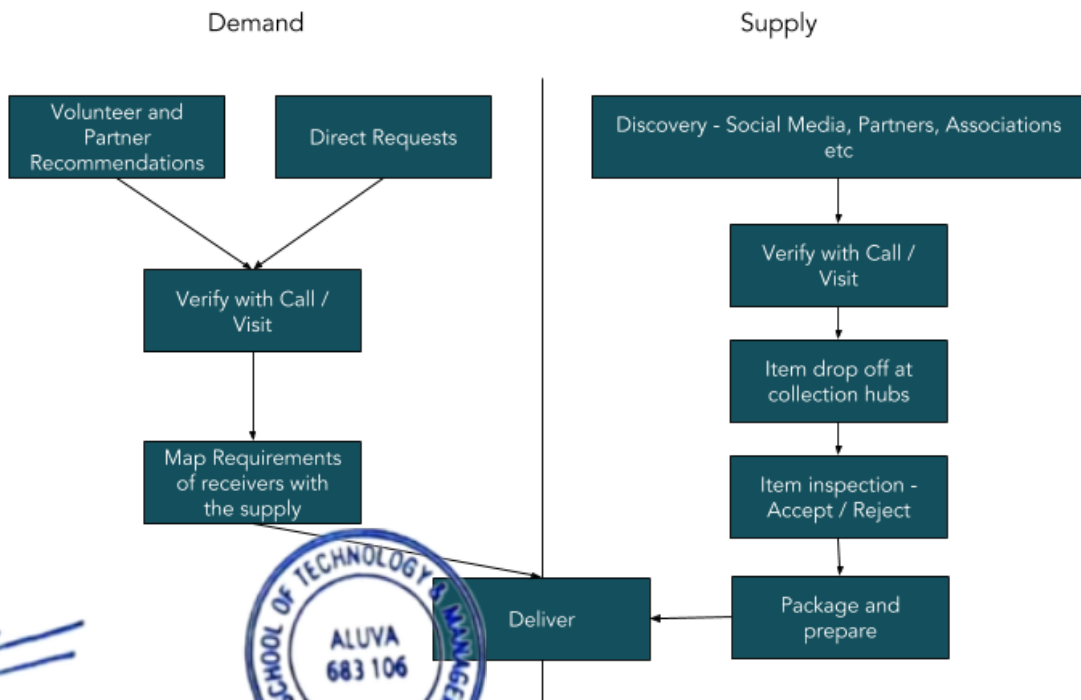 Demand
Supply
Volunteer and
Partner
Recommendations
Direct Requests
Verify with Call /
Visit
Map Requirements
of receivers with
the supply
Discovery - Social Media, Partners, Associations
etc
Verify with Call /
Visit
Item drop off at
collection hubs
Item inspection -
Accept / Reject
Package and
prepare
Deliver
SCHOOL OF TECHNOLOGY &
ALUVA
683 106